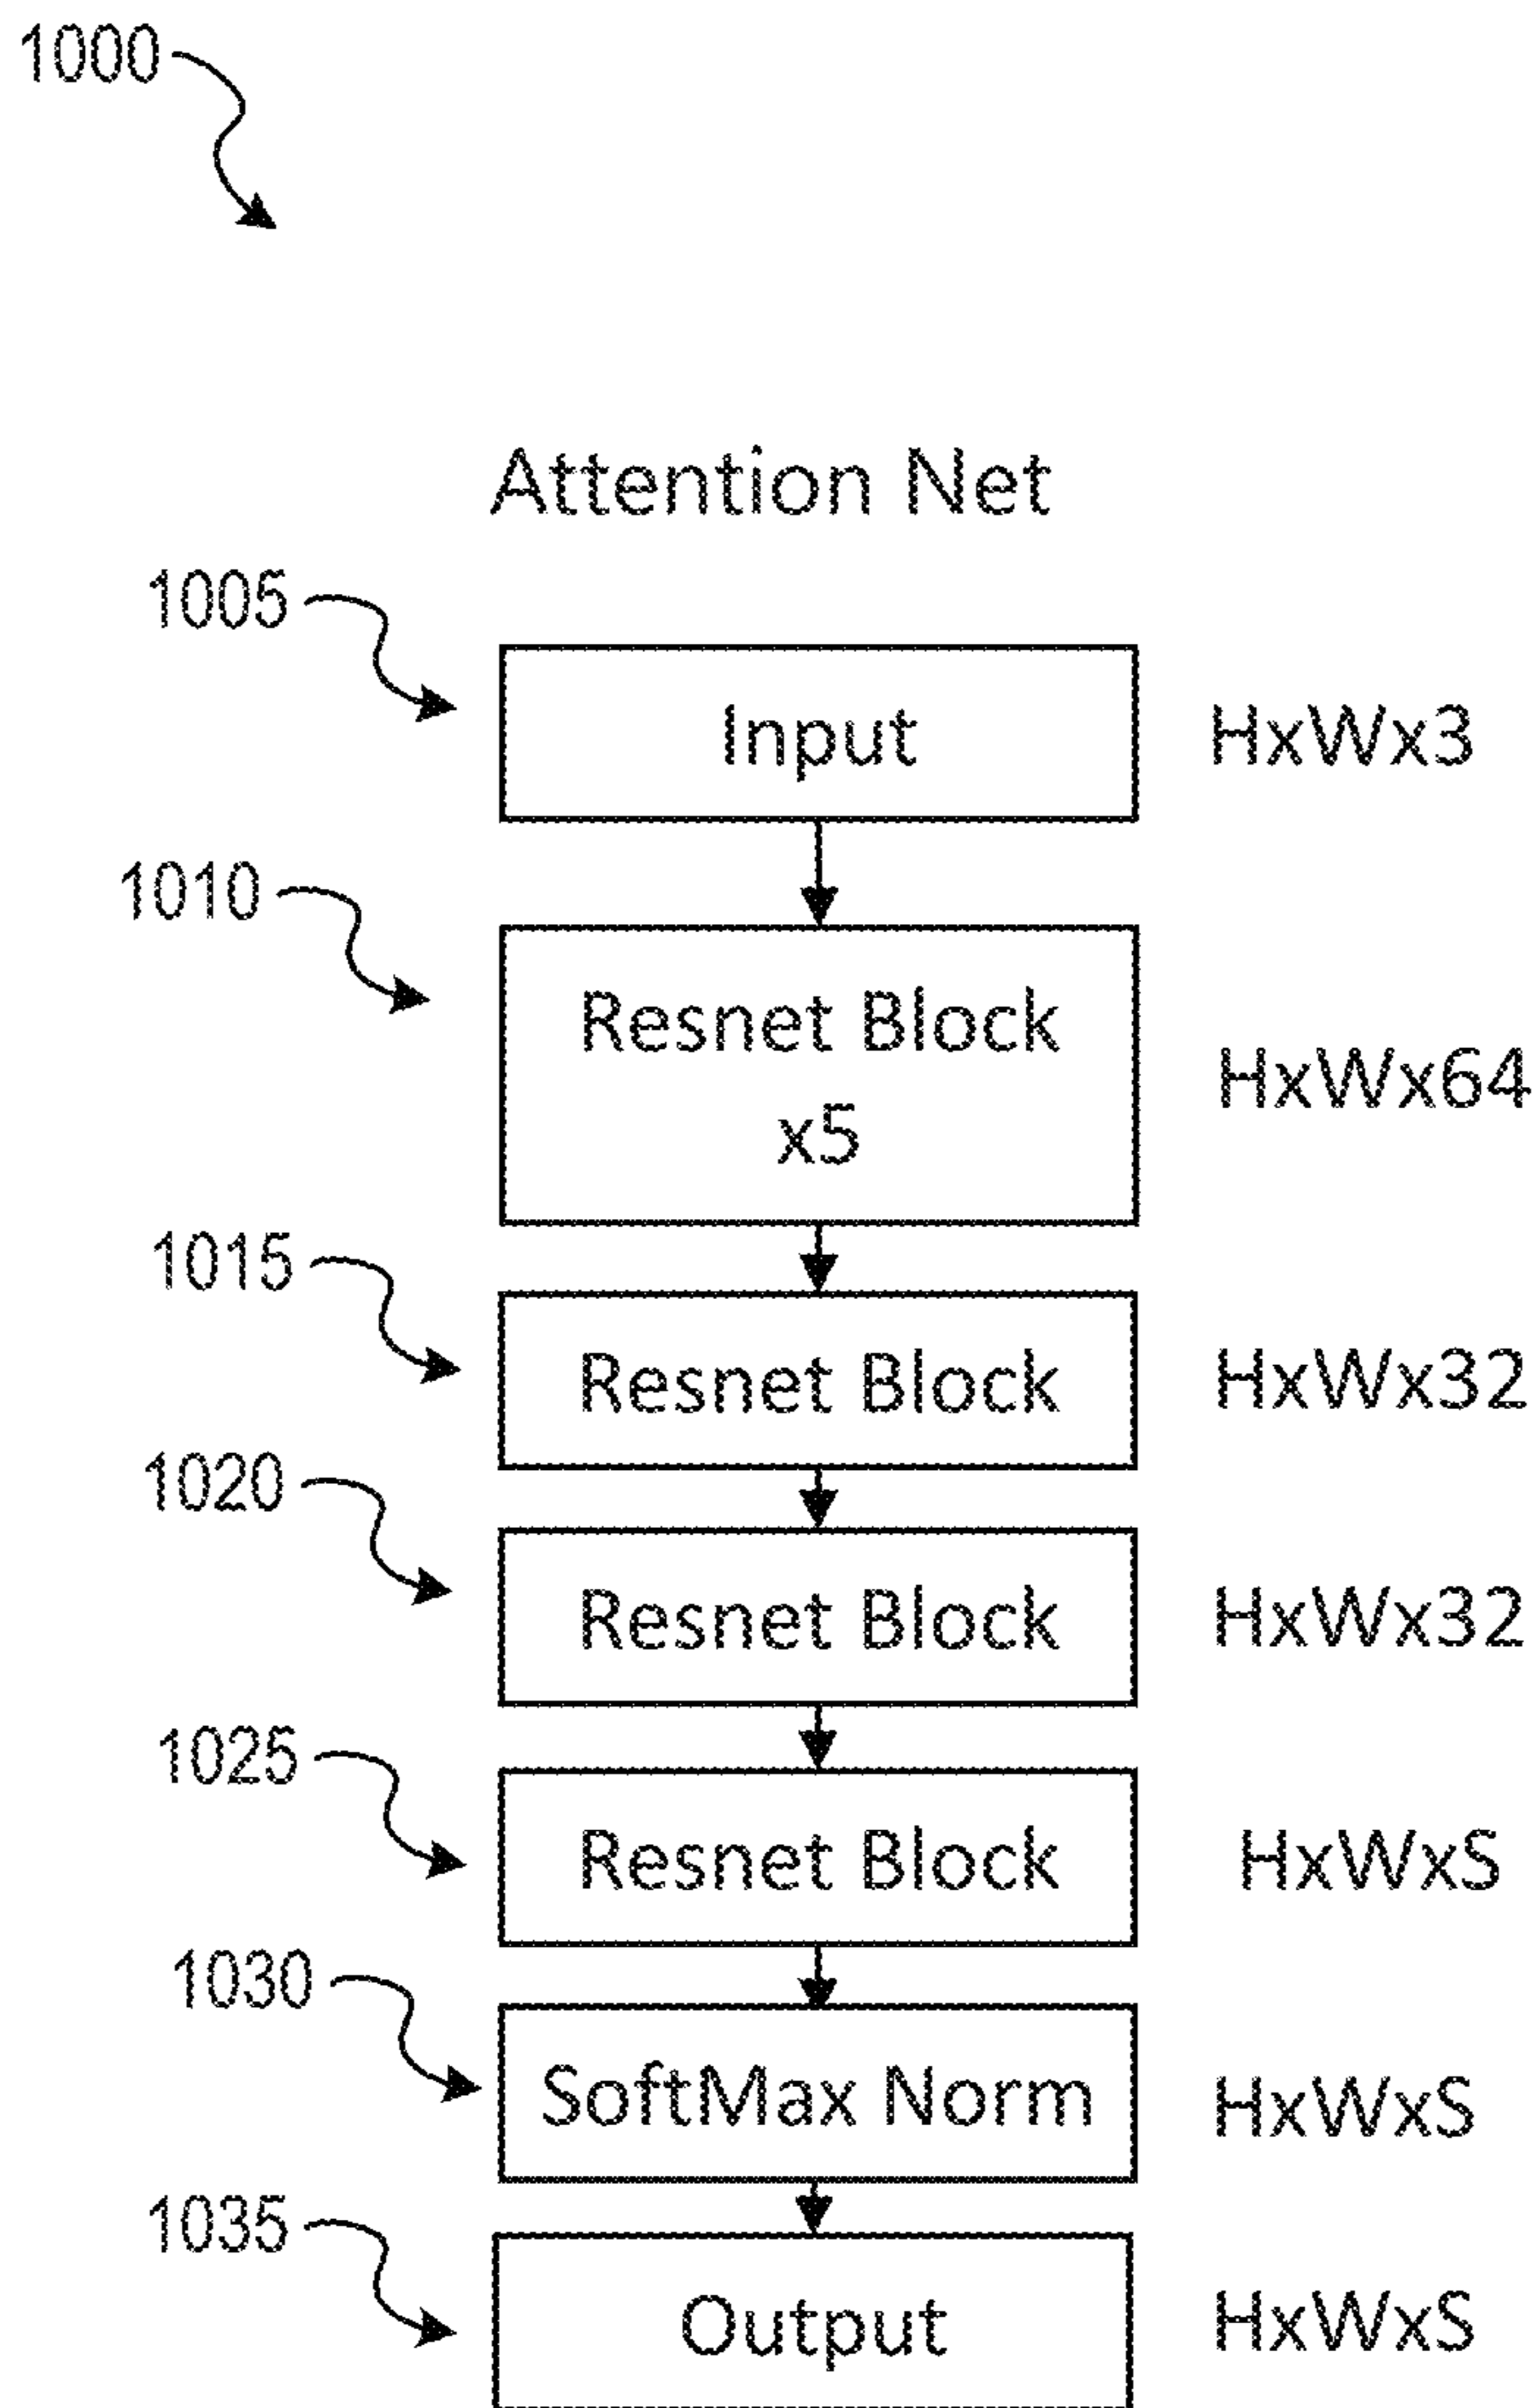 1000
Attention Net
1005
Input
HxWx3
1010
Resnet Block
x5
HxWx64
1015
Resnet Block
HxWx32
1020
Resnet Block
HxWx32
1025
Resnet Block
HxWxS
1030
SoftMax Norm
HxWxS
1035
Output
HxWxS